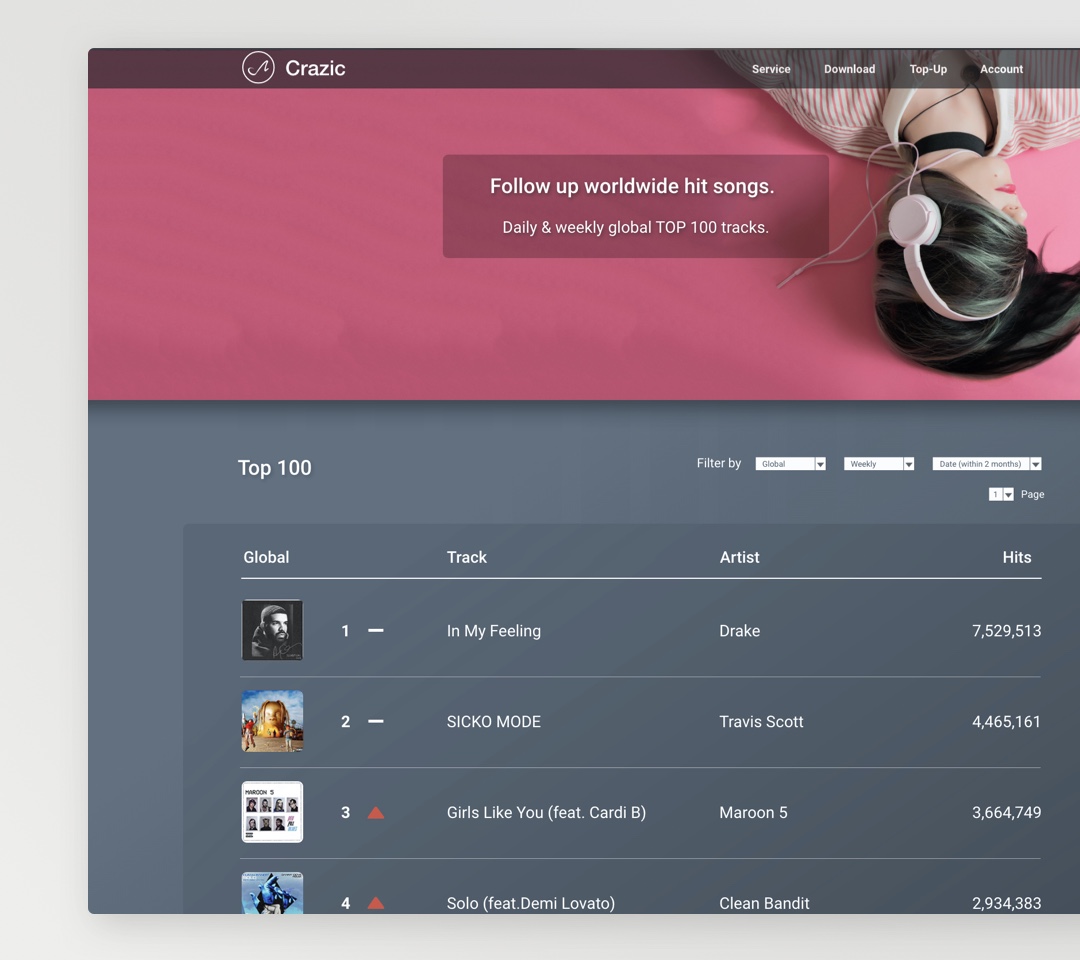 Crazic
Service Download Top-Up Account
Follow up worldwide hit songs.
Daily & weekly global TOP 100 tracks.
Top 100
Filter by Global Weekly Date (within 2 months)
1 Page
Global Track Artist Hits
1 In My Feeling Drake 7,529,513
2 SICKO MODE Travis Scott 4,465,161
MAROON 5
3 Girls Like You (feat. Cardi B) Maroon 5 3,664,749
4 Solo (feat.Demi Lovato) Clean Bandit 2,934,383